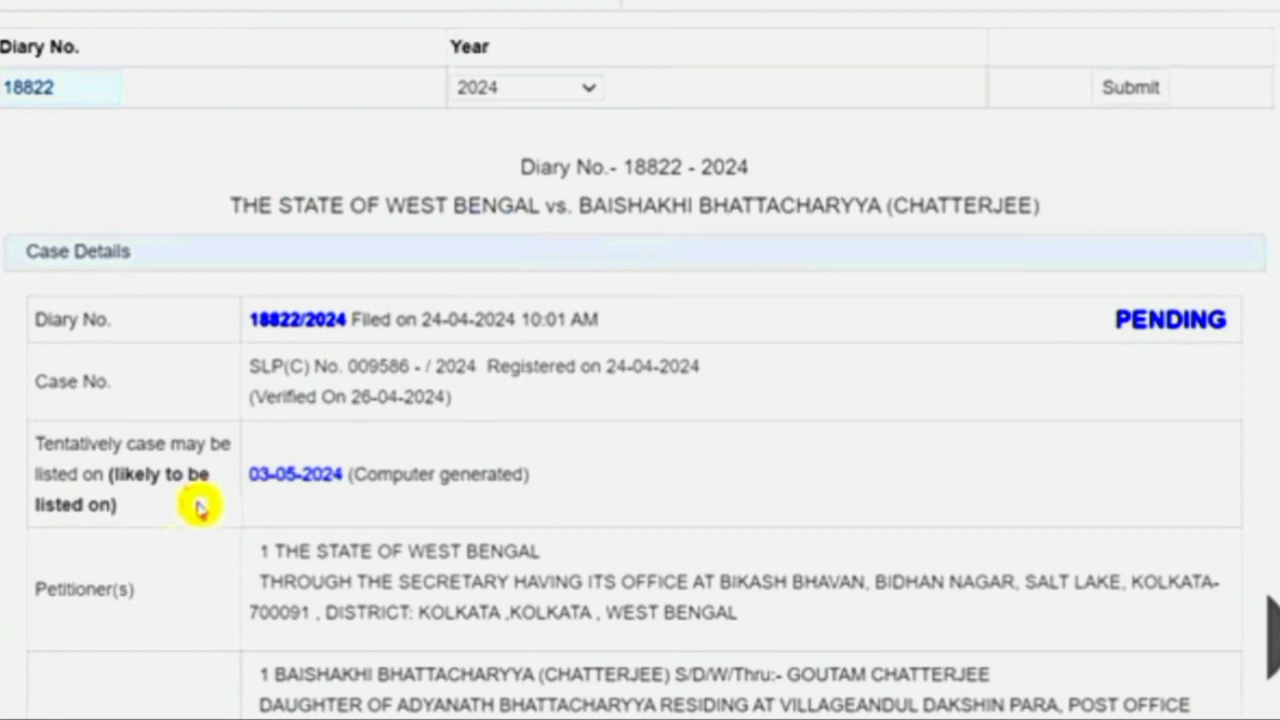 Diary No. Year
18822 2024 Submit
Diary No.- 18822 - 2024
THE STATE OF WEST BENGAL vs. BAISHAKHI BHATTACHARYYA (CHATTERJEE)
Case Details
Diary No. 18822/2024 Filed on 24-04-2024 10:01 AM PENDING
SLP(C) No. 009586 - / 2024 Registered on 24-04-2024
Case No.
(Verified On 26-04-2024)
Tentatively case may be
listed on (likely to be 03-05-2024 (Computer generated)
listed on)
1 THE STATE OF WEST BENGAL
Petitioner(s) THROUGH THE SECRETARY HAVING ITS OFFICE AT BIKASH BHAVAN, BIDHAN NAGAR, SALT LAKE, KOLKATA-
700091 , DISTRICT: KOLKATA ,KOLKATA , WEST BENGAL
1 BAISHAKHI BHATTACHARYYA (CHATTERJEE) S/D/W/Thru:- GOUTAM CHATTERJEE
DAUGHTER OF ADYANATH BHATTACHARYYA RESIDING AT VILLAGEANDUL DAKSHIN PARA, POST OFFICE